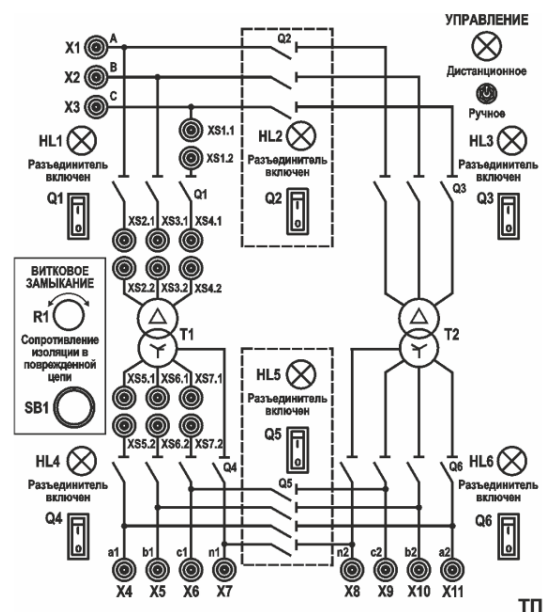 УПРАВЛЕНИЕ
Дистанционное
Ручное
X1 A
X2 B
X3 C
Q2
XS1.1
XS1.2
HL1
Разъединитель
включен
Q1
Q1
HL2
Разъединитель
включен
Q2
HL3
Разъединитель
включен
Q3
Q3
XS2.1 XS3.1 XS4.1
XS2.2 XS3.2 XS4.2
ВИТКОВОЕ
ЗАМЫКАНИЕ
R1
Сопротивление
изоляции в
поврежденной
цепи
SB1
T1
T2
XS5.1 XS6.1 XS7.1
XS5.2 XS6.2 XS7.2
HL5
Разъединитель
включен
Q5
Q5
HL4
Разъединитель
включен
Q4
Q4
HL6
Разъединитель
включен
Q6
Q6
a1 b1 c1 n1 n2 c2 b2 a2
X4 X5 X6 X7 X8 X9 X10 X11
ТП